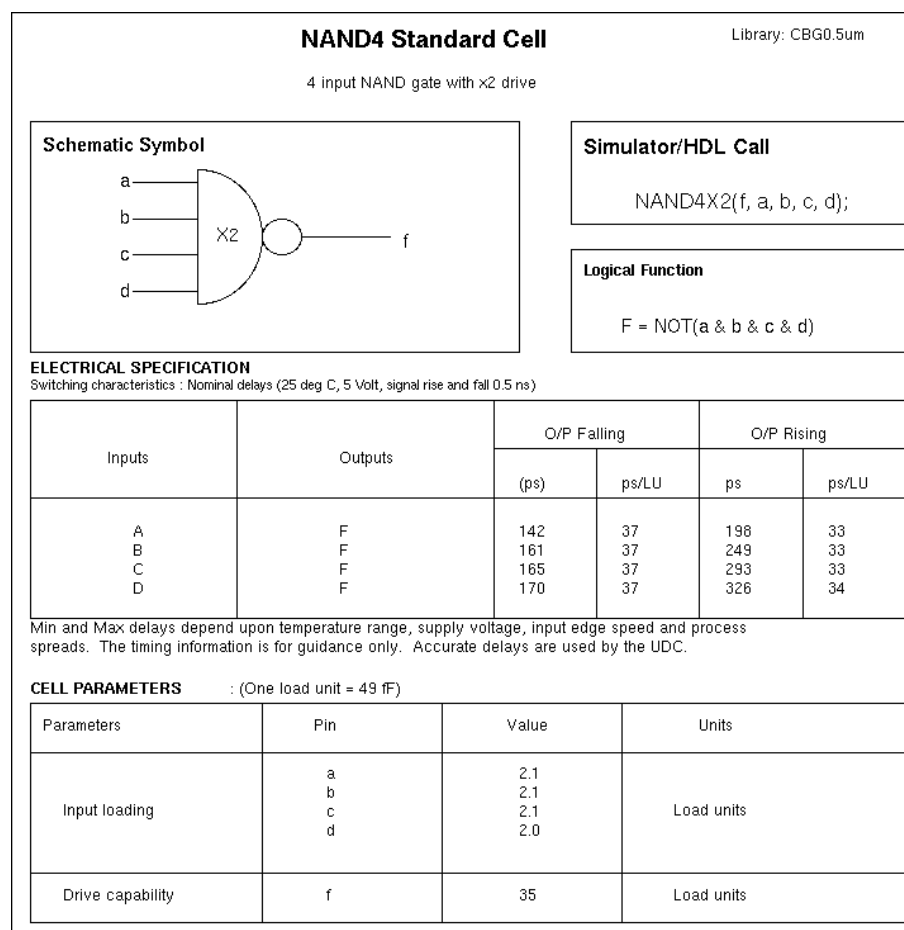 NAND4 Standard Cell
Library: CBG0.5um
4 input NAND gate with x2 drive
Schematic Symbol
a
b
c
d
X2
f
Simulator/HDL Call
NAND4X2(f, a, b, c, d);
Logical Function
F = NOT(a & b & c & d)
ELECTRICAL SPECIFICATION
Switching characteristics : Nominal delays (25 deg C, 5 Volt, signal rise and fall 0.5 ns)
Inputs Outputs O/P Falling O/P Rising
(ps) ps/LU ps ps/LU
A F 142 37 198 33
B F 161 37 249 33
C F 165 37 293 33
D F 170 37 326 34
Min and Max delays depend upon temperature range, supply voltage, input edge speed and process
spreads. The timing information is for guidance only. Accurate delays are used by the UDC.
CELL PARAMETERS : (One load unit = 49 fF)
Parameters Pin Value Units
Input loading
a 2.1
b 2.1
c 2.1
d 2.0
Load units
Drive capability f 35 Load units